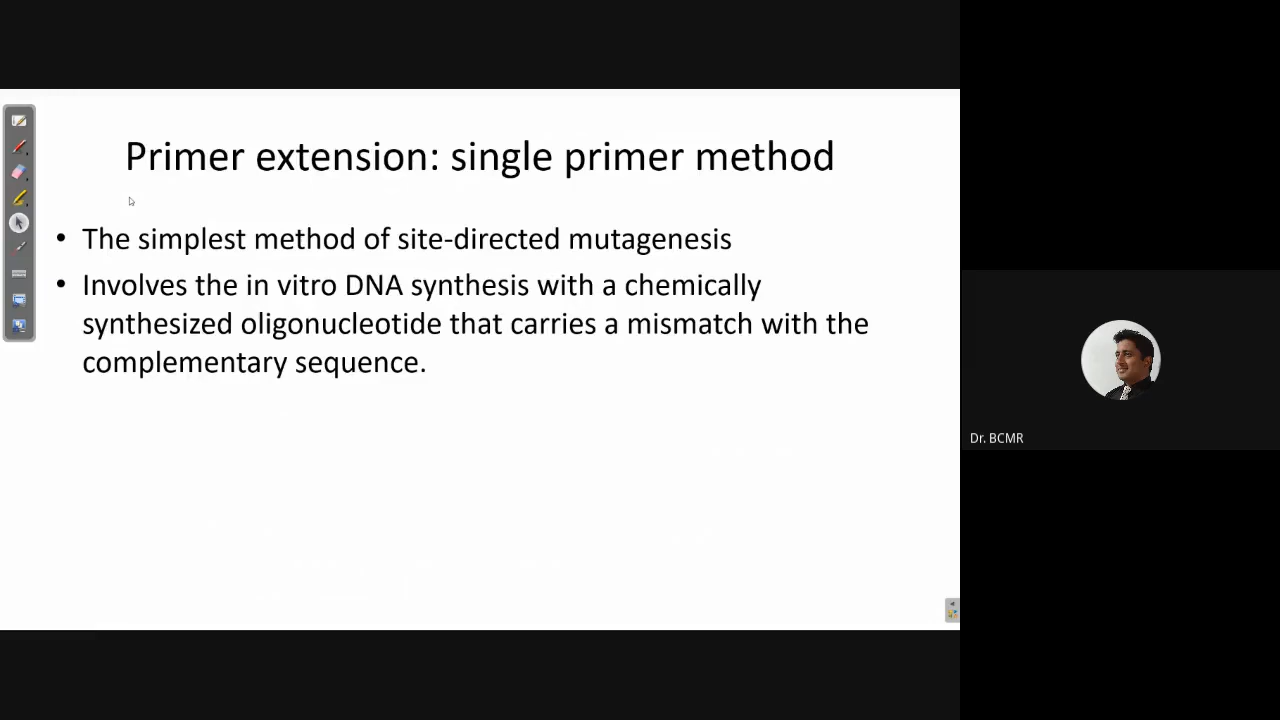 Primer extension: single primer method
• The simplest method of site-directed mutagenesis
• Involves the in vitro DNA synthesis with a chemically
synthesized oligonucleotide that carries a mismatch with the
complementary sequence.
Dr. BCMR